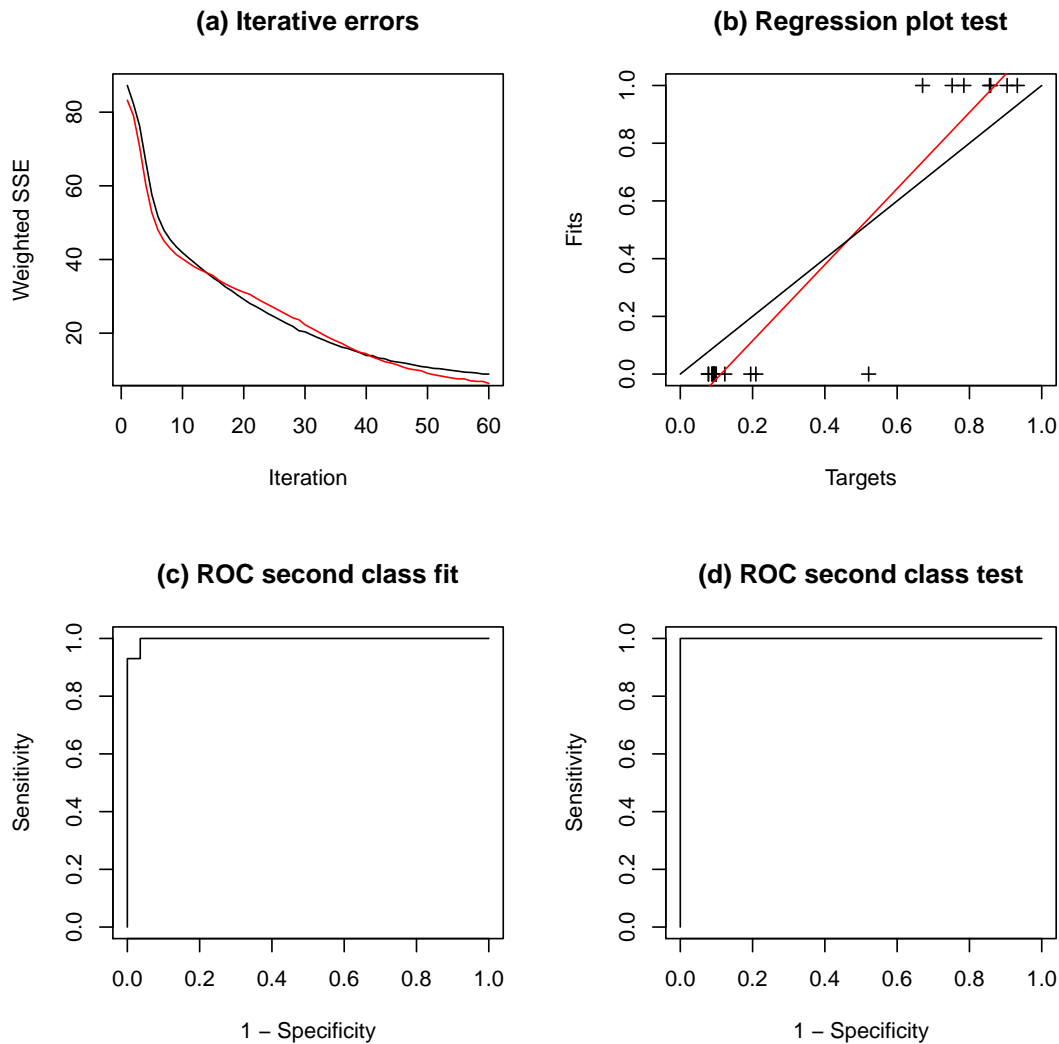 (a) Iterative errors
Weighted SSE
20 40 60 80
0 10 20 30 40 50 60
Iteration
(b) Regression plot test
Fits
0.0 0.2 0.4 0.6 0.8 1.0
0.0 0.2 0.4 0.6 0.8 1.0
Targets
(c) ROC second class fit
Sensitivity
0.0 0.2 0.4 0.6 0.8 1.0
0.0 0.2 0.4 0.6 0.8 1.0
1 − Specificity
(d) ROC second class test
Sensitivity
0.0 0.2 0.4 0.6 0.8 1.0
0.0 0.2 0.4 0.6 0.8 1.0
1 − Specificity